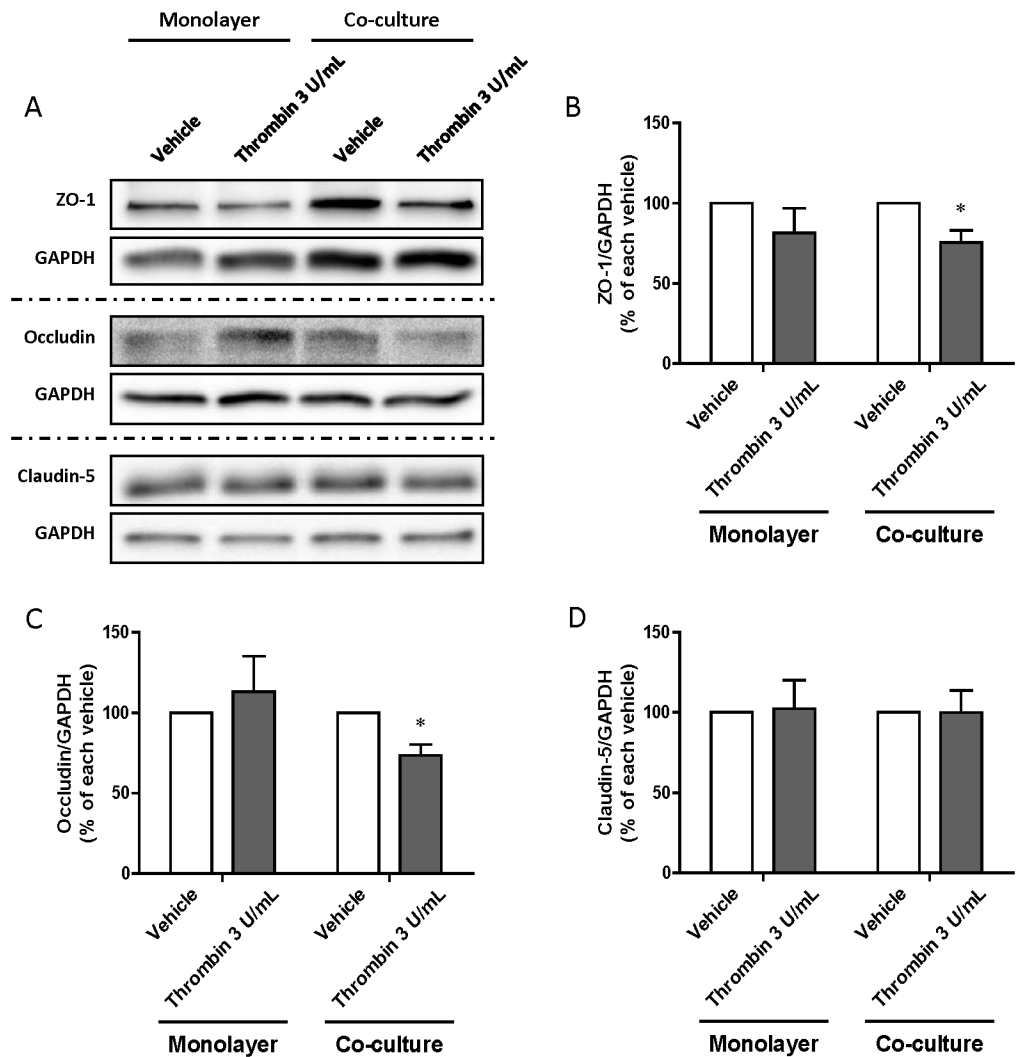 Monolayer Co-culture
A
Vehicle
Thrombin 3 U/mL
Vehicle
Thrombin 3 U/mL
ZO-1
GAPDH
Occludin
GAPDH
Claudin-5
GAPDH
B
ZO-1/GAPDH
(% of each vehicle)
150
100
50
0
*
Vehicle
Thrombin 3 U/mL
Vehicle
Thrombin 3 U/mL
Monolayer Co-culture
C
Occludin/GAPDH
(% of each vehicle)
150
100
50
0
*
Vehicle
Thrombin 3 U/mL
Vehicle
Thrombin 3 U/mL
Monolayer Co-culture
D
Claudin-5/GAPDH
(% of each vehicle)
150
100
50
0
Vehicle
Thrombin 3 U/mL
Vehicle
Thrombin 3 U/mL
Monolayer Co-culture